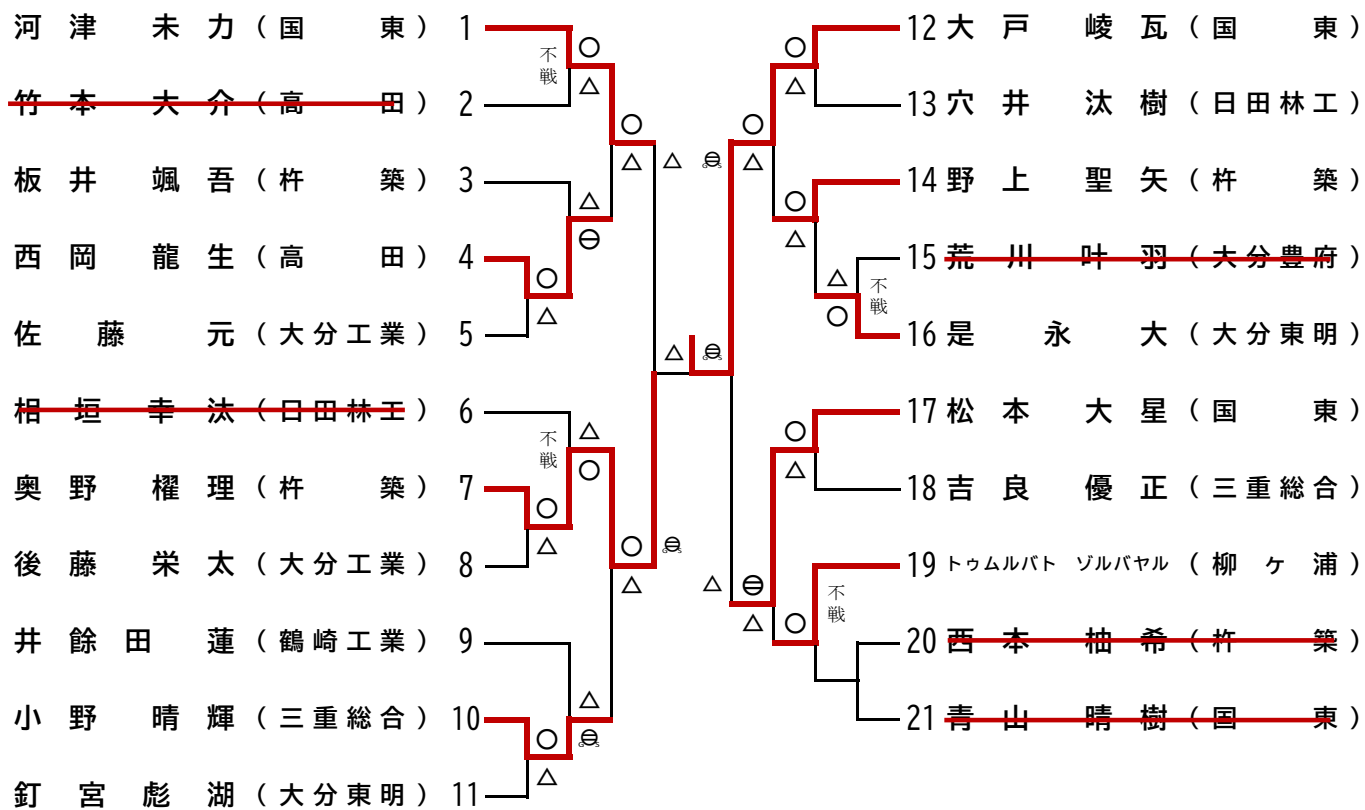 河津 未力 (国東) 1
不戦
竹本 大介 (高田) 2
板井 颯吾 (杵築) 3
西岡 龍生 (高田) 4
佐藤 元 (大分工業) 5
相垣 幸汰 (日田林工) 6
不戦
奥野 櫂理 (杵築) 7
後藤 栄太 (大分工業) 8
井餘田 蓮 (鶴崎工業) 9
小野 晴輝 (三重総合) 10
釘宮 彪湖 (大分東明) 11
○ △
○ △
△ ⊖
○ △
△ ○
○ △
○ △
△ ⊖ G S
○ △
△ ⊖ G S
△ ⊖ G S
12 大戸 崚瓦 (国東)
13 穴井 汰樹 (日田林工)
14 野上 聖矢 (杵築)
15 荒川 叶羽 (大分豊府)
不戦
16 是永 大 (大分東明)
17 松本 大星 (国東)
18 吉良 優正 (三重総合)
19 トゥムルバト ゾルバヤル (柳ヶ浦)
不戦
20 西本 柚希 (杵築)
21 青山 晴樹 (国東)
○ △
○ △
○ △
△ ○
○ △
△ ⊖ △
○
⊖ G S